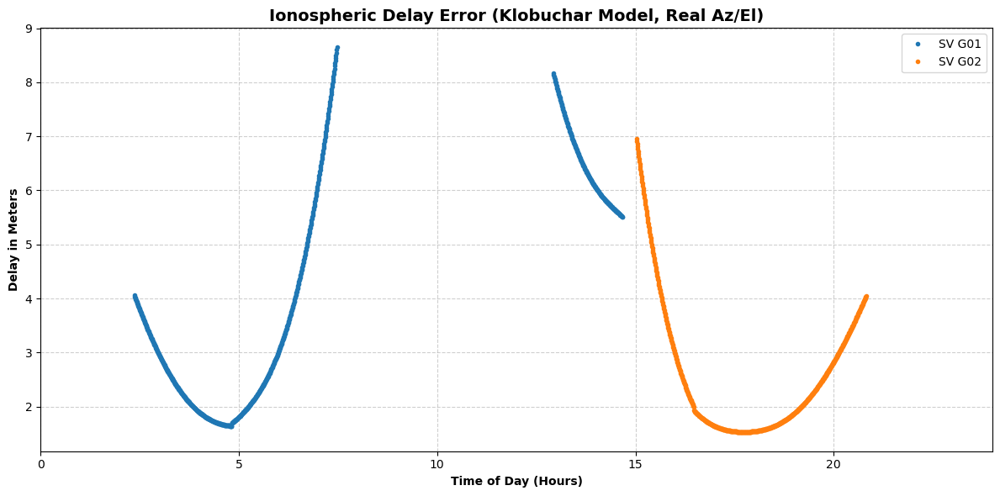 Ionospheric Delay Error (Klobuchar Model, Real Az/El)
SV G01
SV G02
Delay in Meters
9
8
7
6
5
4
3
2
0 5 10 15 20
Time of Day (Hours)